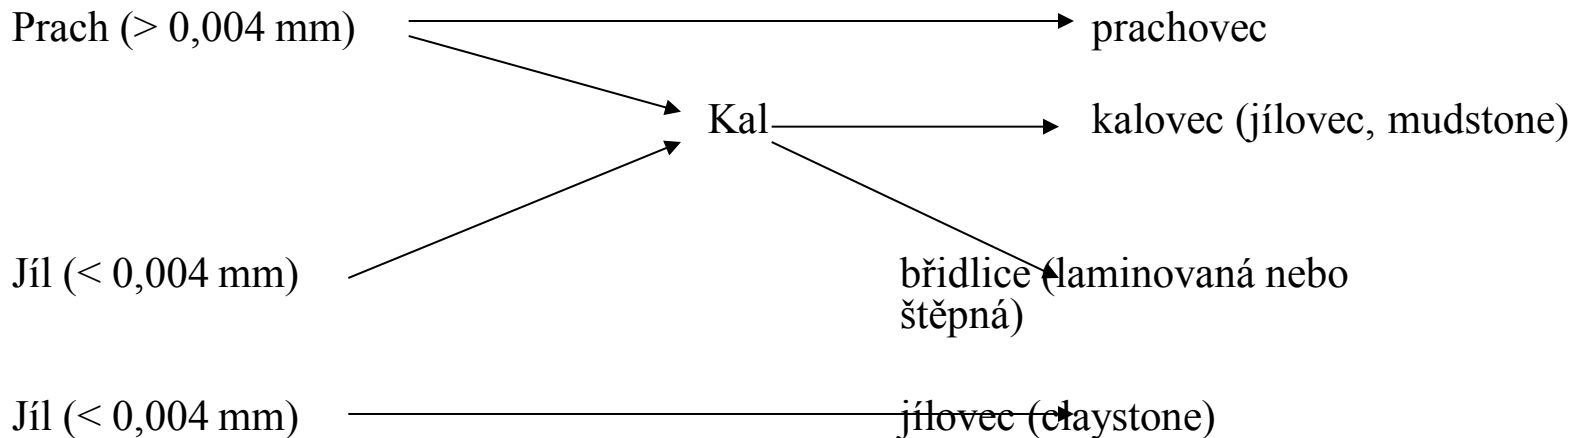 Prach (> 0,004 mm)
prachovec
Kal
kalovec (jílovec, mudstone)
Jíl (< 0,004 mm)
břidlice (laminovaná nebo
štěpná)
Jíl (< 0,004 mm)
jílovec (claystone)